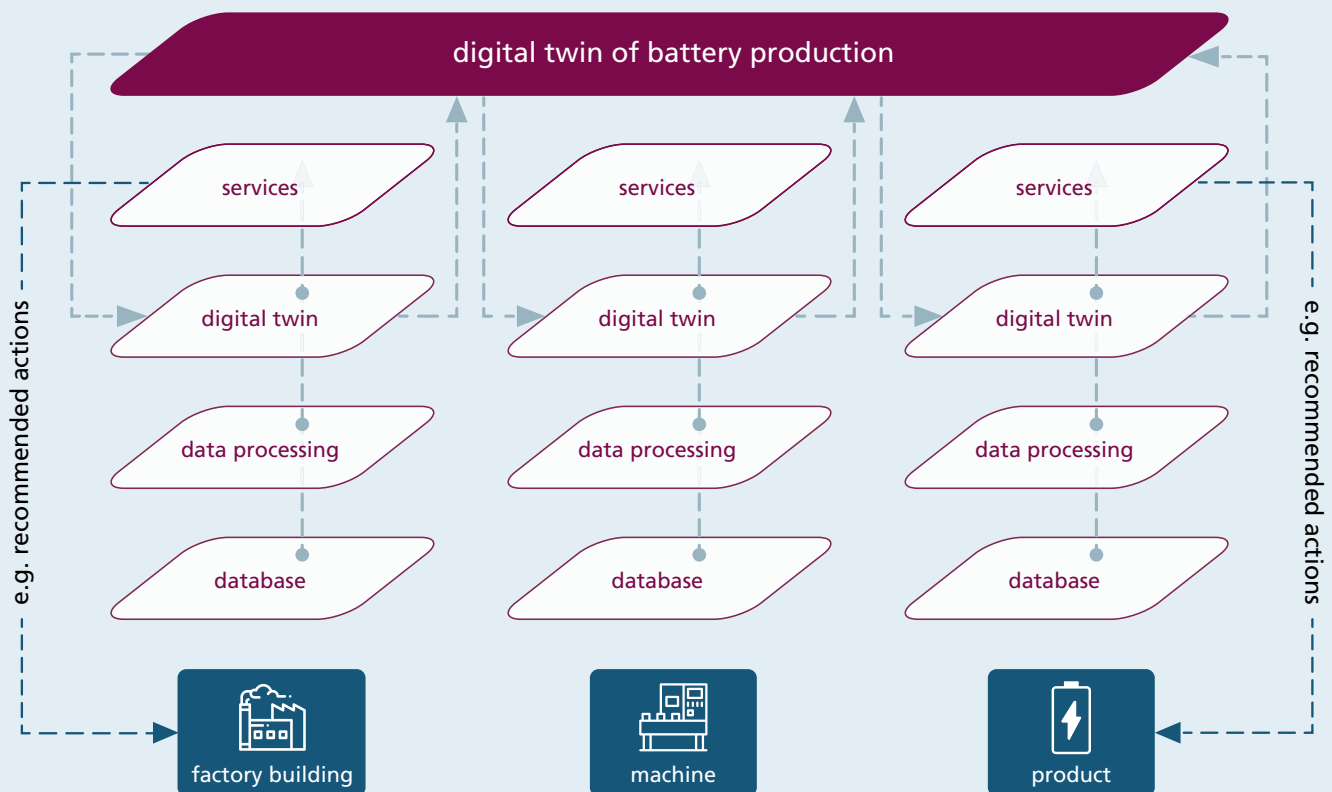 digital twin of battery production
services
services
services
digital twin
digital twin
digital twin
data processing
data processing
data processing
database
database
database
e.g. recommended actions
e.g. recommended actions
factory building
machine
product